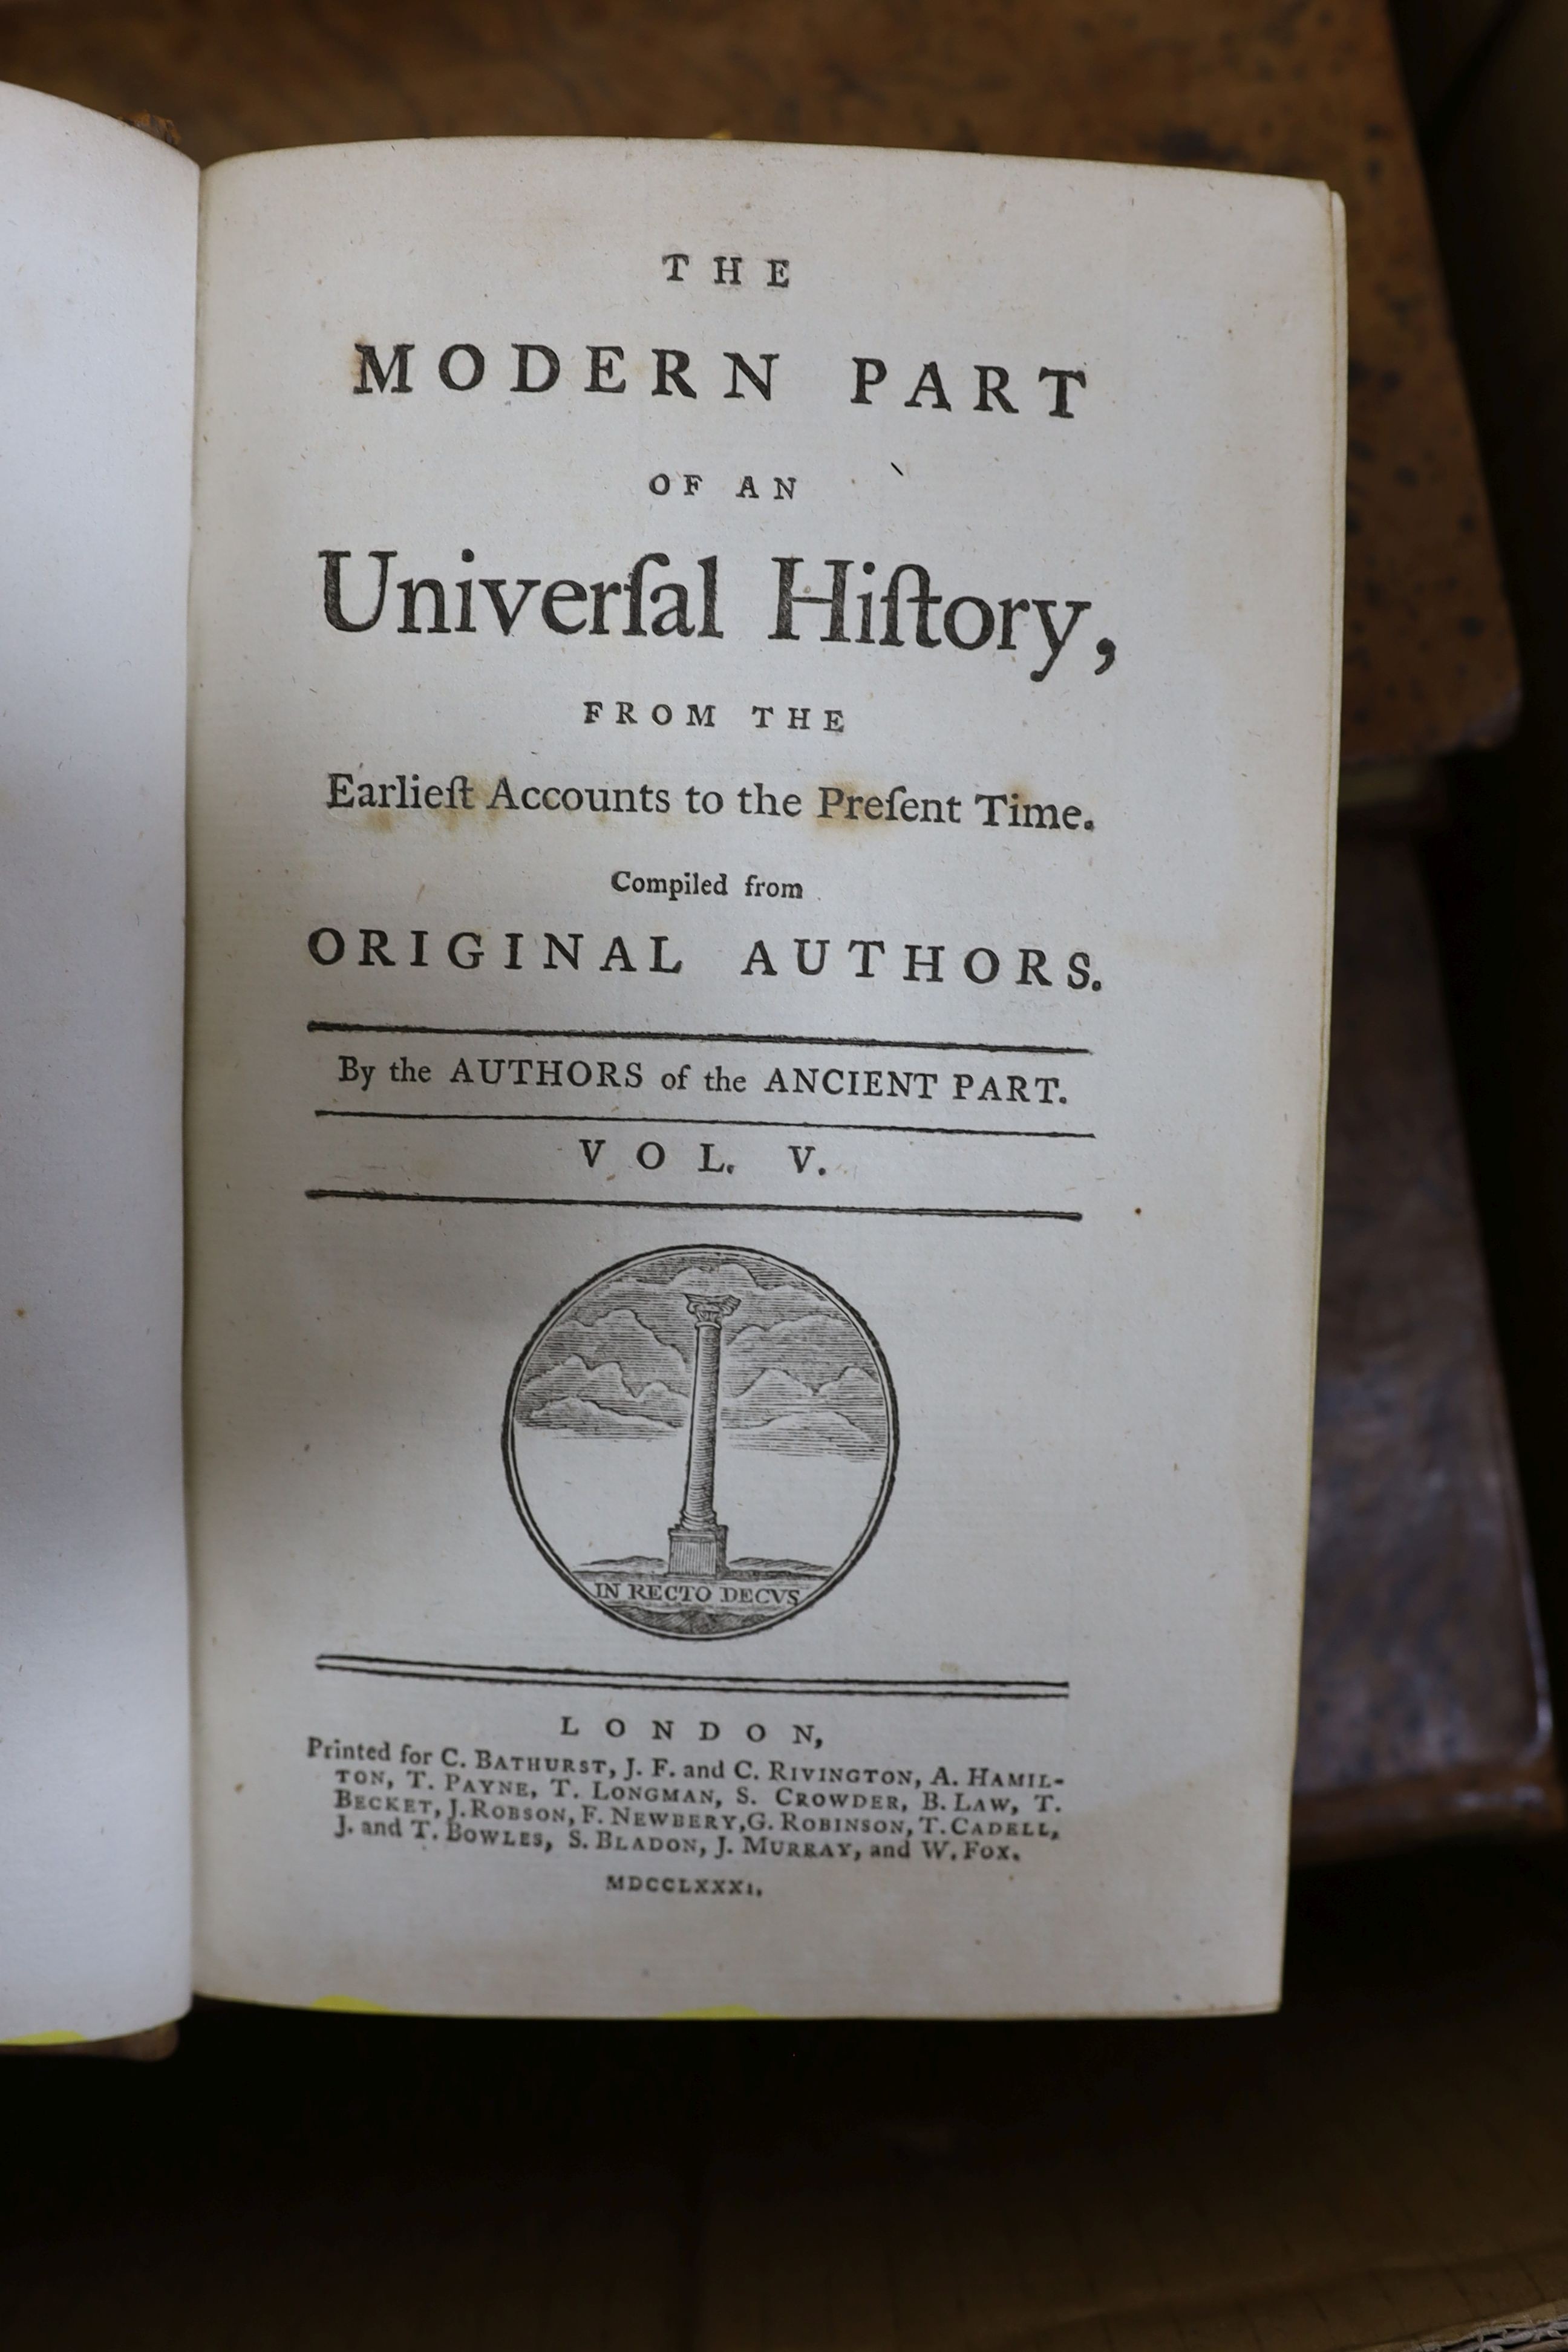 THE
MODERN PART
OF AN
Univerſal Hiſtory,
FROM THE
Earlieſt Accounts to the Preſent Time.
Compiled from
ORIGINAL AUTHORS.
By the AUTHORS of the ANCIENT PART.
VOL. V.
IN RECTO DECVS
LONDON,
Printed for C. BATHURST, J. F. and C. RIVINGTON, A. HAMIL-
TON, T. PAYNE, T. LONGMAN, S. CROWDER, B. LAW, T.
BECKET, J. ROBSON, F. NEWBERY, G. ROBINSON, T. CADELL,
J. and T. BOWLES, S. BLADON, J. MURRAY, and W. FOX.
MDCCLXXXI.